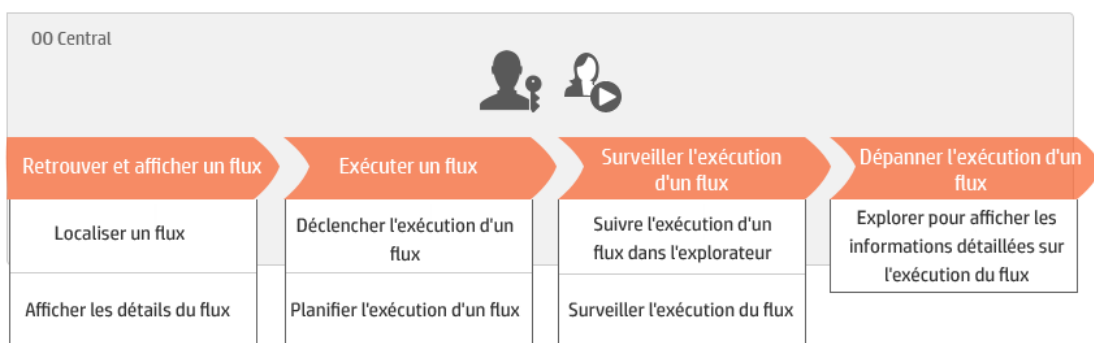 OO Central
Retrouver et afficher un flux
Exécuter un flux
Surveiller l'exécution
d'un flux
Dépanner l'exécution d'un
flux
Localiser un flux
Afficher les détails du flux
Déclencher l'exécution d'un
flux
Planifier l'exécution d'un flux
Suivre l'exécution d'un
flux dans l'explorateur
Surveiller l'exécution du flux
Explorer pour afficher les
informations détaillées sur
l'exécution du flux